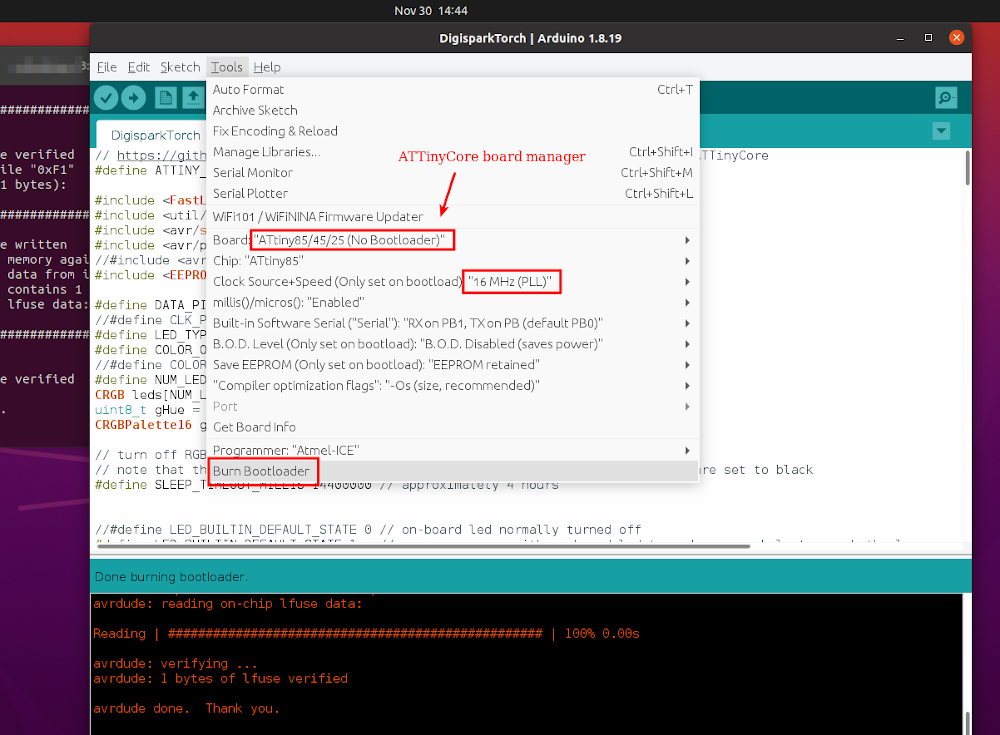 Nov 30  14:44
DigisparkTorch | Arduino 1.8.19
File Edit Sketch Tools Help
DigisparkTorch
Auto Format Ctrl+T
Archive Sketch
Fix Encoding & Reload
Manage Libraries... Ctrl+Shift+I
Serial Monitor Ctrl+Shift+M
Serial Plotter Ctrl+Shift+L
WiFi101 / WiFiNINA Firmware Updater
Board: "ATtiny85/45/25 (No Bootloader)"
Chip: "ATtiny85"
Clock Source+Speed (Only set on bootload) "16 MHz (PLL)"
millis()/micros(): "Enabled"
Built-in Software Serial ("Serial"): "RX on PB1, TX on PB (default PB0)"
B.O.D. Level (Only set on bootload): "B.O.D. Disabled (saves power)"
Save EEPROM (Only set on bootload): "EEPROM retained"
"Compiler optimization flags": "-Os (size, recommended)"
Port
Get Board Info
Programmer: "Atmel-ICE"
Burn Bootloader
ATTinyCore board manager
##############
e verified
ile "0xF1"
1 bytes):
##############
e written
memory agai
data from i
contains 1
lfuse data:
##############
e verified
.
// https://gith TTinyCore
#define ATTINY_
#include <FastL
#include <util/
#include <avr/s
#include <avr/p
//#include <avr
#include <EEPRO
#define DATA_PI
//#define CLK_P
#define LED_TYP
#define COLOR_O
//#define COLOR
#define NUM_LED
CRGB leds[NUM_L
uint8_t gHue =
CRGBPalette16 g
// turn off RGB
// note that th re set to black
#define SLEEP_TIMEOUT_MILLIS 14400000 // approximately 4 hours
//#define LED_BUILTIN_DEFAULT_STATE 0 // on-board led normally turned off
Done burning bootloader.
avrdude: reading on-chip lfuse data:
Reading | ################################################## | 100% 0.00s
avrdude: verifying ...
avrdude: 1 bytes of lfuse verified
avrdude done.  Thank you.